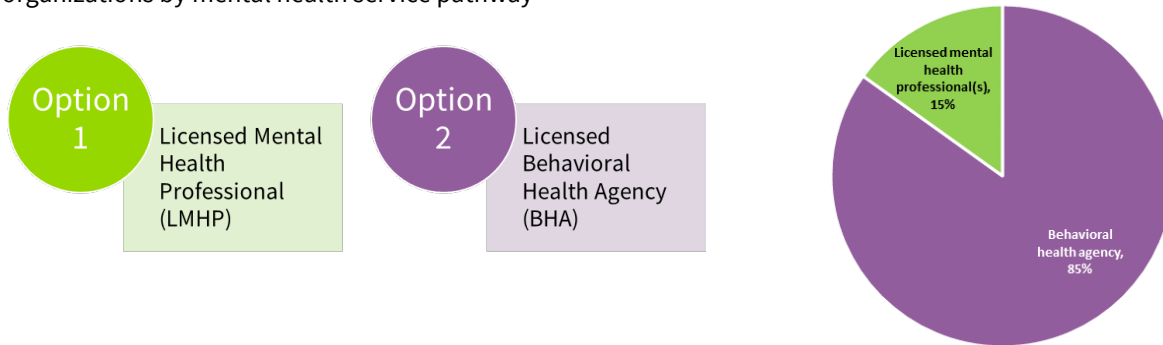 organizations by mental health service pathway
Option
1
Licensed Mental
Health
Professional
(LMHP)
Option
2
Licensed
Behavioral
Health Agency
(BHA)
Licensed mental
health
professional(s),
15%
Behavioral
health agency,
85%